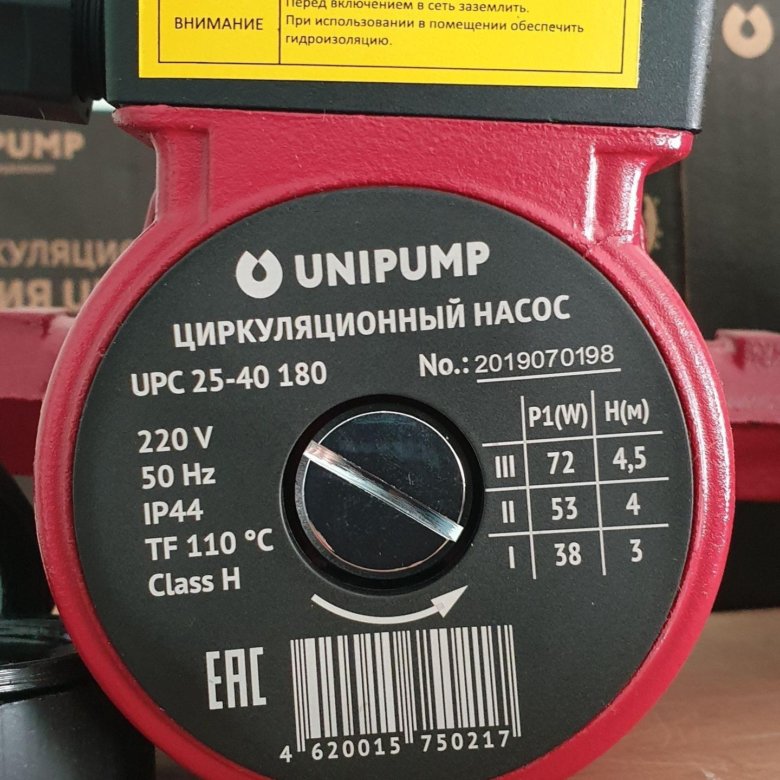 Перед включением в сеть заземлить.
ВНИМАНИЕ
При использовании в помещении обеспечить
гидроизоляцию.
PUMP
UNIPUMP
ЦИРКУЛЯЦИОННЫЙ НАСОС
UPC 25-40 180
No.: 2019070198
220 V
50 Hz
IP44
TF 110 °C
Class H
P1(W) H(м)
III 72 4,5
II 53 4
I 38 3
EAC
4 620015 750217